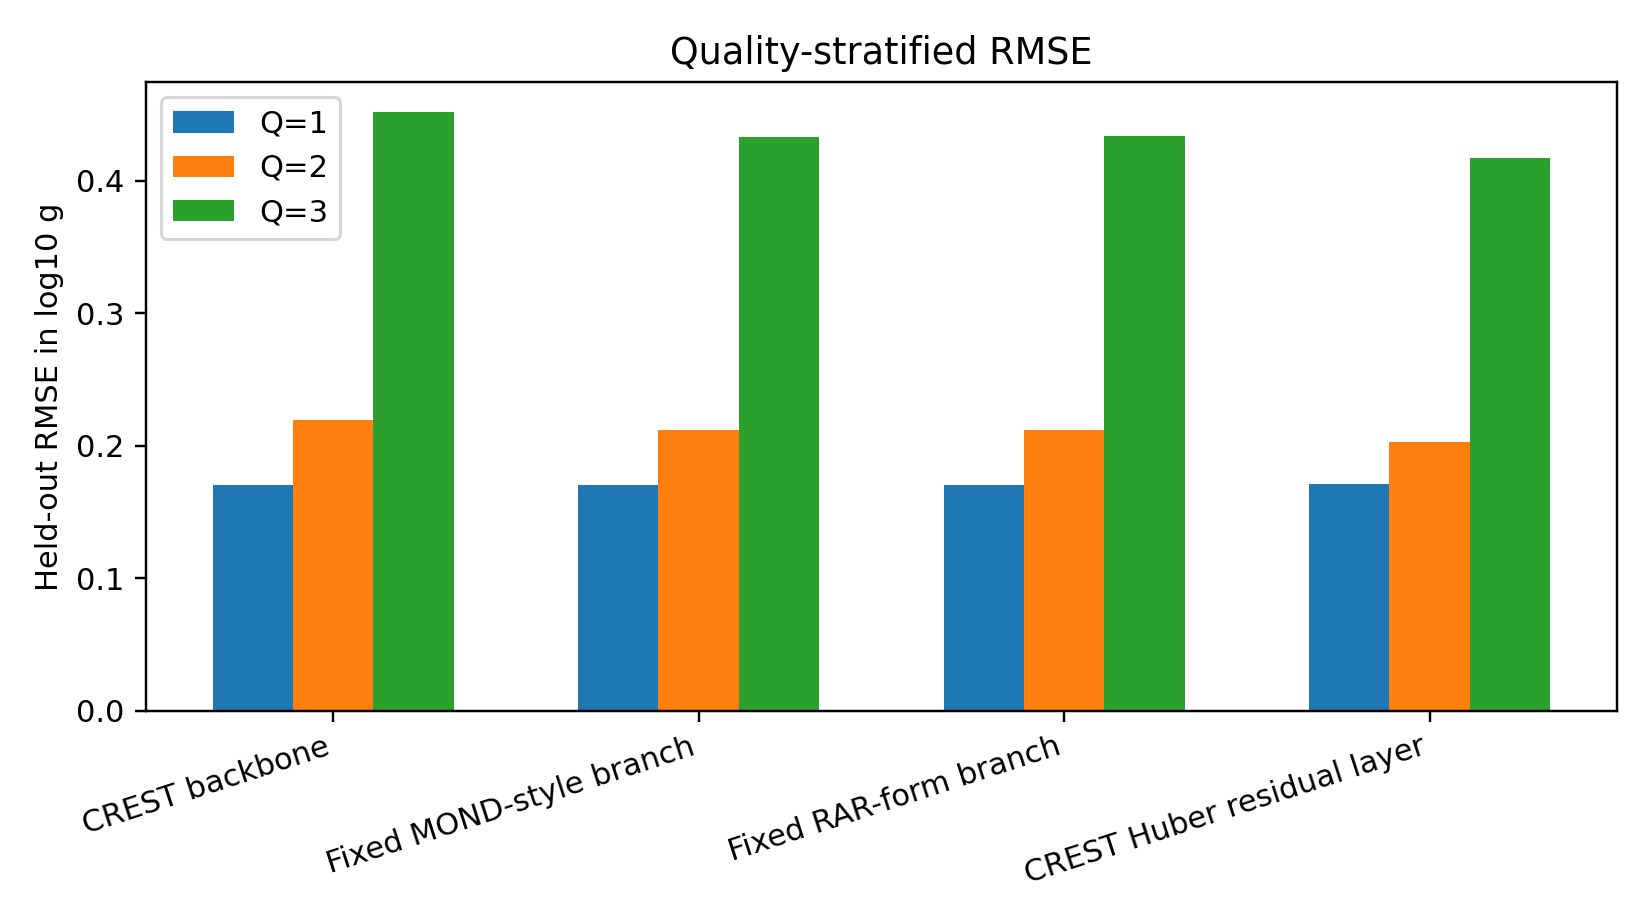 Quality-stratified RMSE
Q=1
Q=2
Q=3
Held-out RMSE in log10 g
0.4
0.3
0.2
0.1
0.0
CREST backbone
Fixed MOND-style branch
Fixed RAR-form branch
CREST Huber residual layer